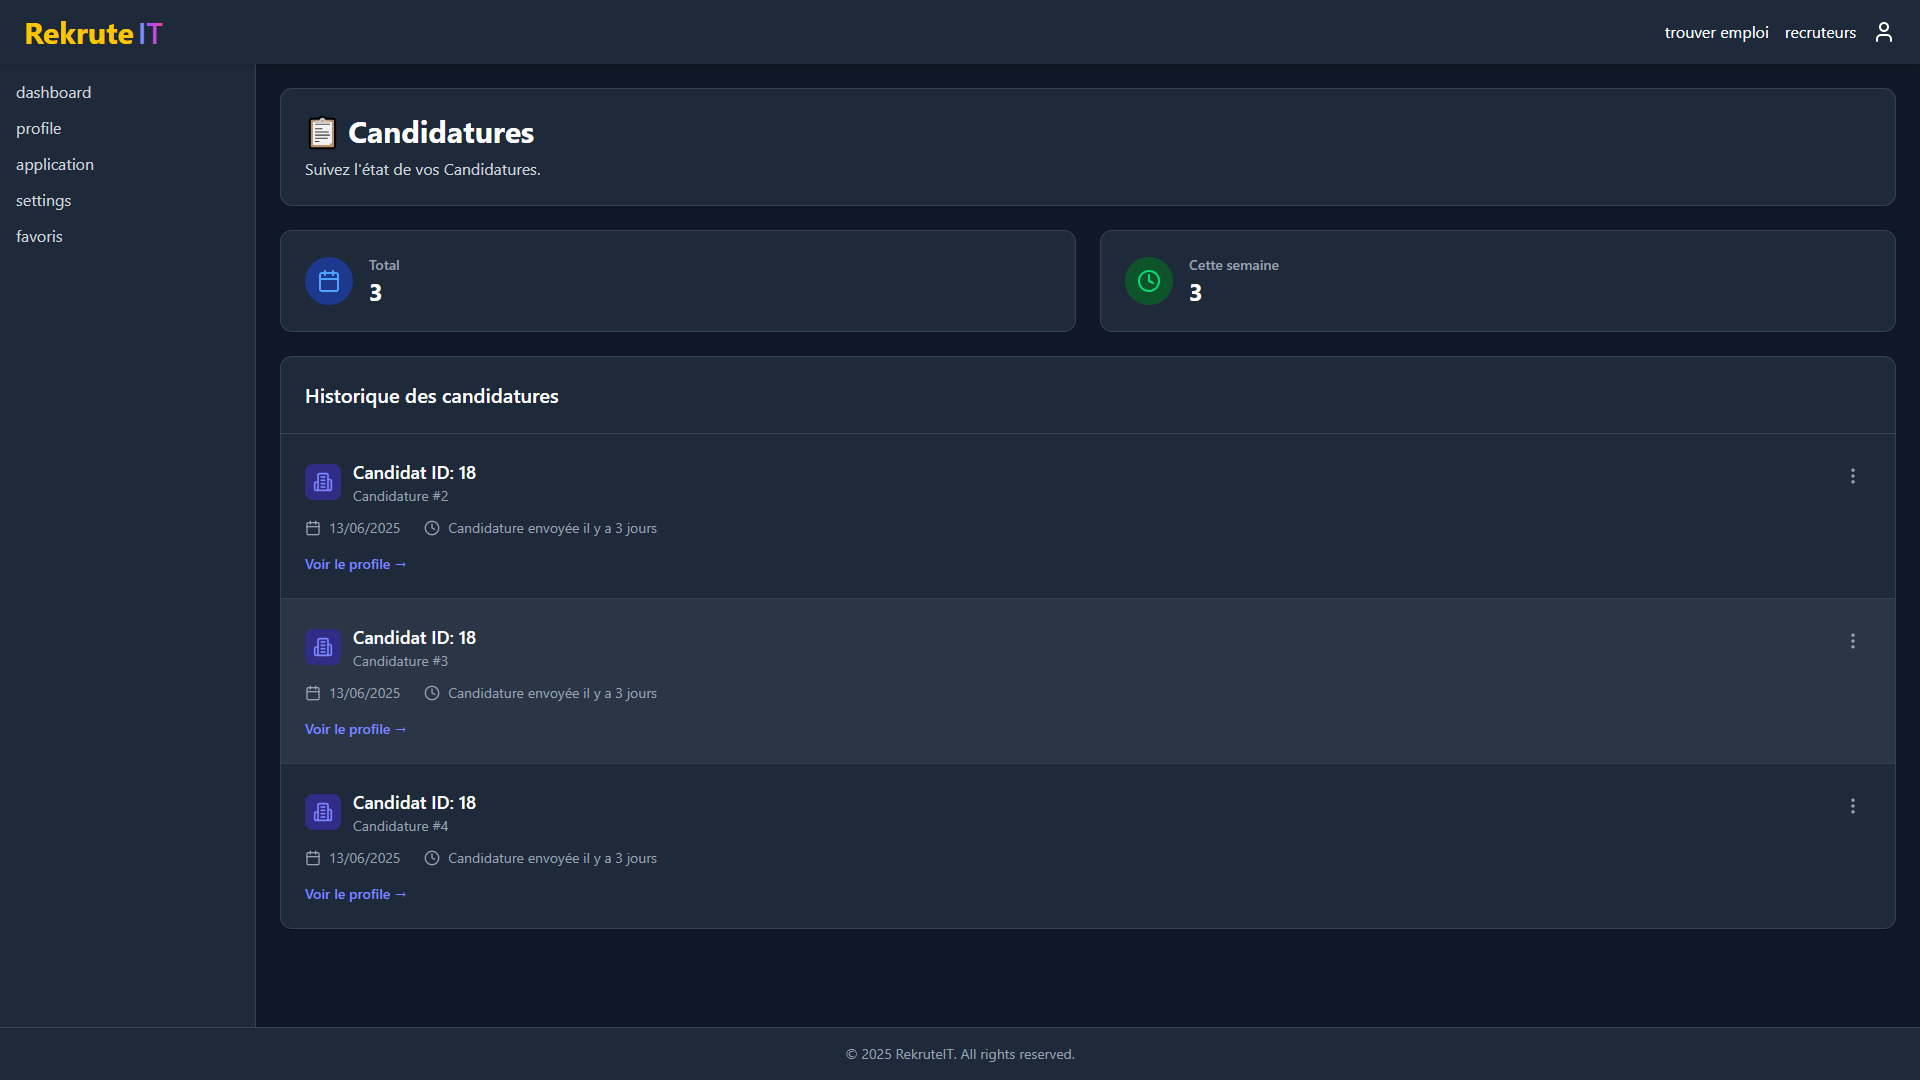 Rekrute IT
trouver emploi recruteurs
dashboard
profile
application
settings
favoris
Candidatures
Suivez l'état de vos Candidatures.
Total
3
Cette semaine
3
Historique des candidatures
Candidat ID: 18
Candidature #2
13/06/2025 Candidature envoyée il y a 3 jours
Voir le profile →
Candidat ID: 18
Candidature #3
13/06/2025 Candidature envoyée il y a 3 jours
Voir le profile →
Candidat ID: 18
Candidature #4
13/06/2025 Candidature envoyée il y a 3 jours
Voir le profile →
© 2025 RekruteIT. All rights reserved.